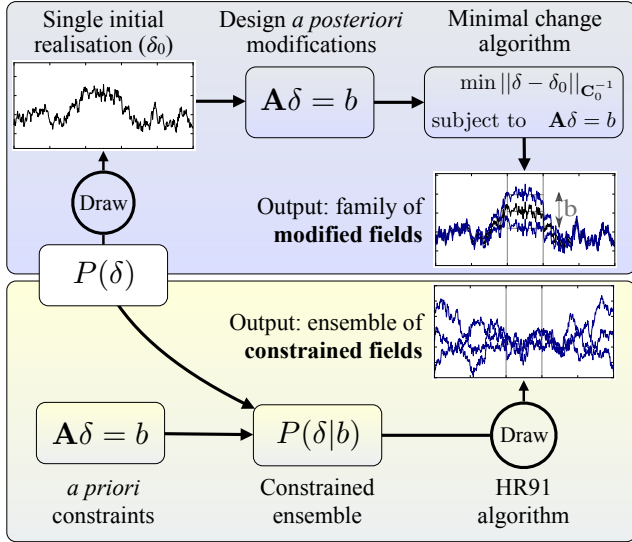 Single initial
realisation (δ₀)
Design a posteriori
modifications
Minimal change
algorithm
Aδ = b
min ||δ − δ₀||_{C₀⁻¹}
subject to Aδ = b
Draw
Output: family of
modified fields
b
P(δ)
Output: ensemble of
constrained fields
Aδ = b
P(δ|b)
Draw
a priori
constraints
Constrained
ensemble
HR91
algorithm